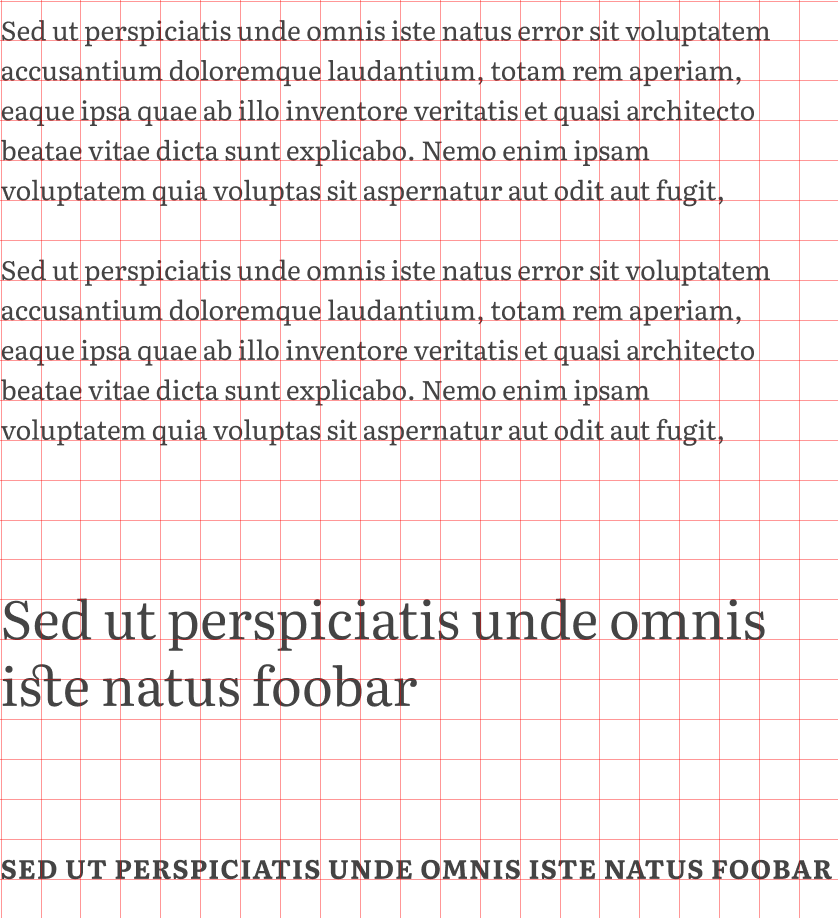 Sed ut perspiciatis unde omnis iste natus error sit voluptatem
accusantium doloremque laudantium, totam rem aperiam,
eaque ipsa quae ab illo inventore veritatis et quasi architecto
beatae vitae dicta sunt explicabo. Nemo enim ipsam
voluptatem quia voluptas sit aspernatur aut odit aut fugit,
Sed ut perspiciatis unde omnis iste natus error sit voluptatem
accusantium doloremque laudantium, totam rem aperiam,
eaque ipsa quae ab illo inventore veritatis et quasi architecto
beatae vitae dicta sunt explicabo. Nemo enim ipsam
voluptatem quia voluptas sit aspernatur aut odit aut fugit,
Sed ut perspiciatis unde omnis
iste natus foobar
SED UT PERSPICIATIS UNDE OMNIS ISTE NATUS FOOBAR